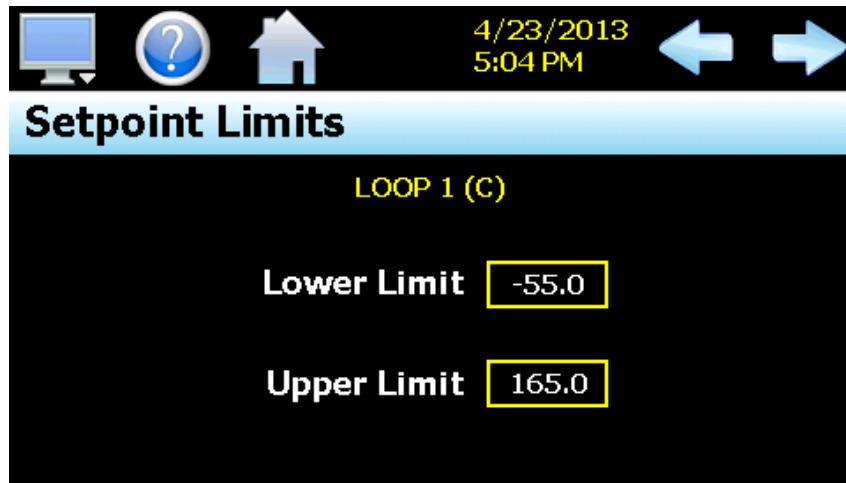 ?
4/23/2013
5:04 PM
Setpoint Limits
LOOP 1 (C)
Lower Limit -55.0
Upper Limit 165.0